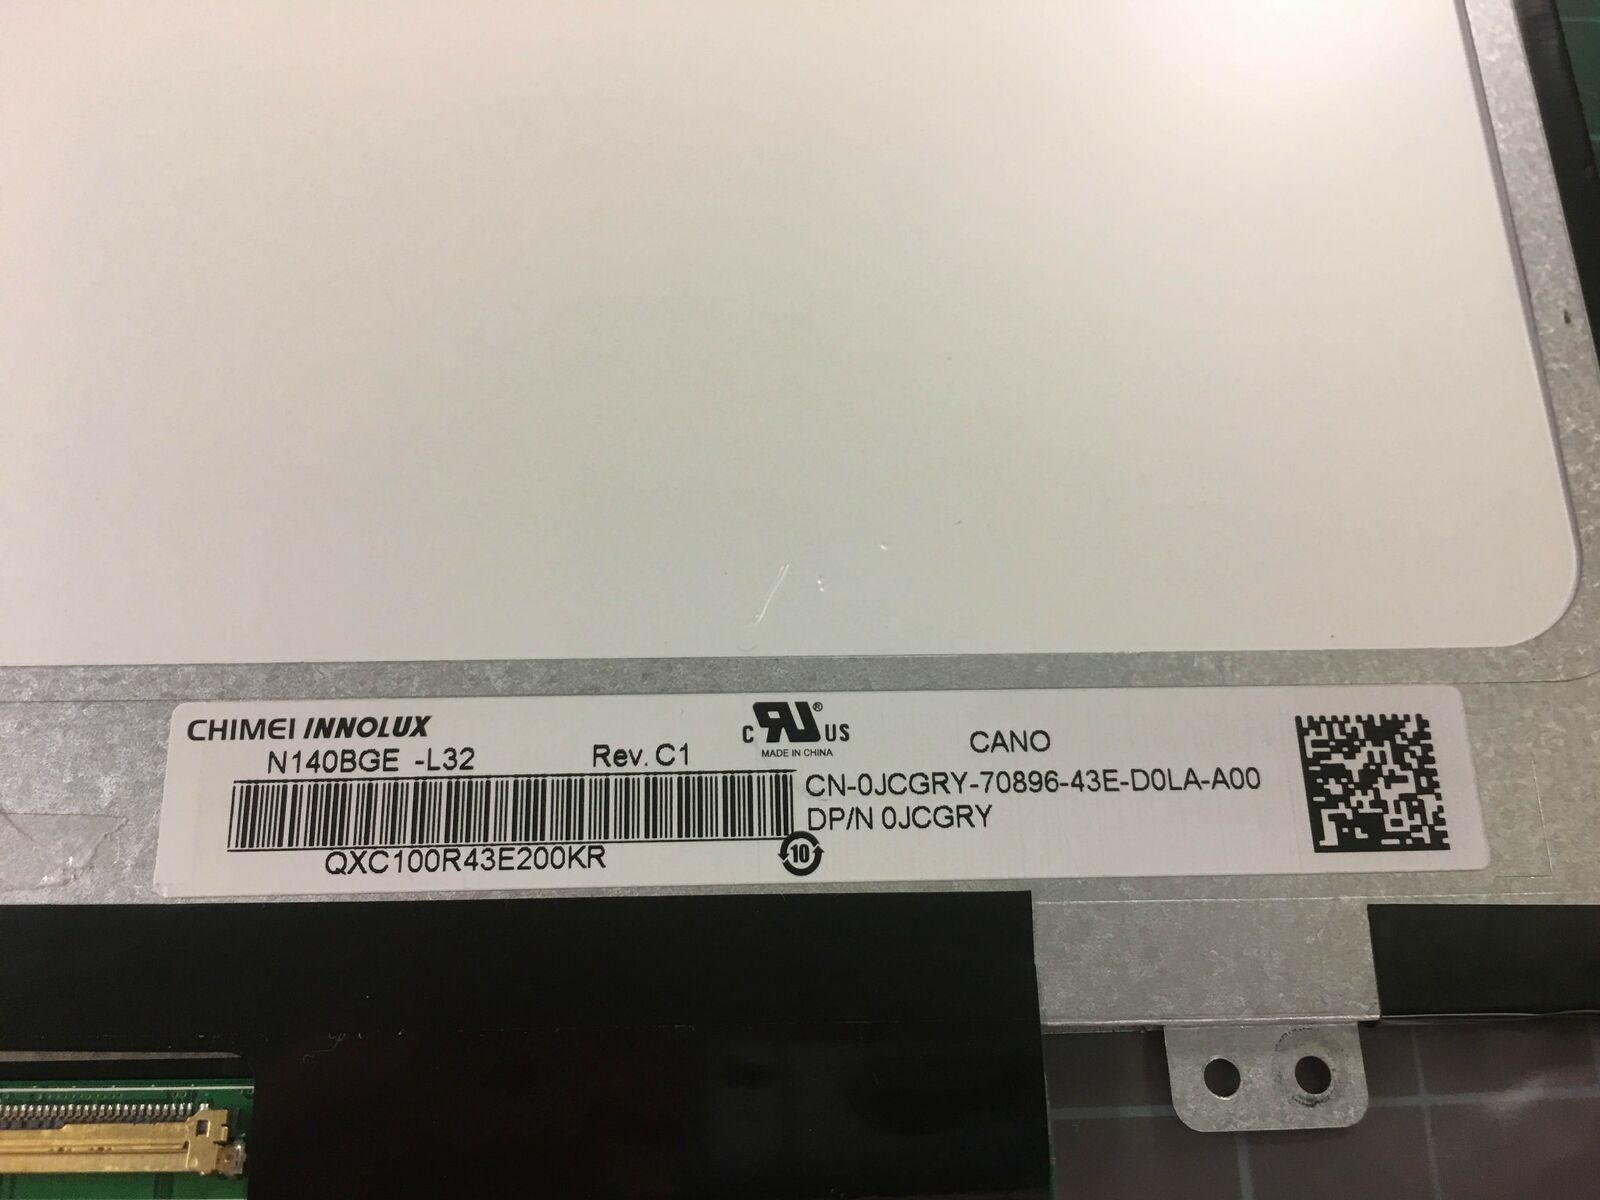 CHIMEI INNOLUX
N140BGE -L32 Rev. C1
QXC100R43E200KR
c RU ® US
MADE IN CHINA
10
CANO
CN-0JCGRY-70896-43E-D0LA-A00
DP/N 0JCGRY